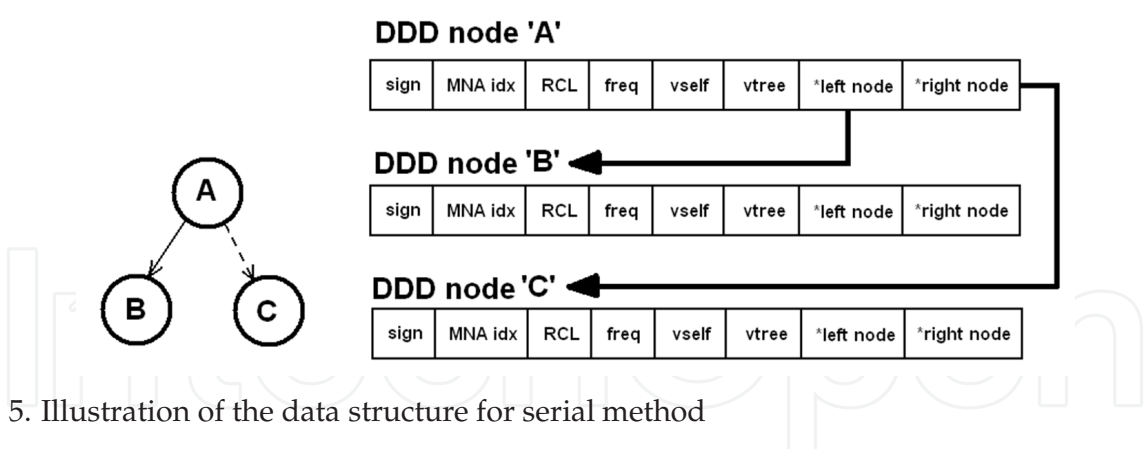 DDD node 'A'
sign MNA idx RCL freq vself vtree *left node *right node
DDD node 'B'
sign MNA idx RCL freq vself vtree *left node *right node
DDD node 'C'
sign MNA idx RCL freq vself vtree *left node *right node
A
B C
5. Illustration of the data structure for serial method
IntechOpen